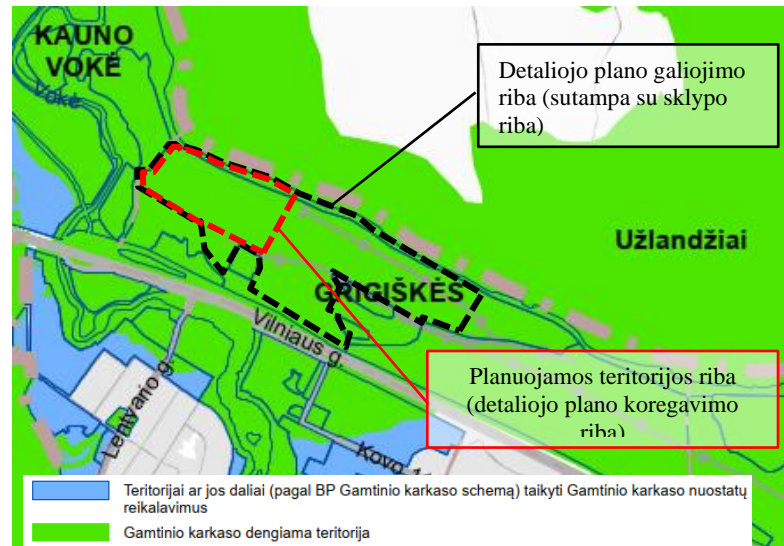 KAUNO
VOKĖ
Vokė
Detaliojo plano galiojimo
riba (sutampa su sklypo
riba)
Užlandžiai
GRIGIŠKĖS
Vilniaus g.
Lentvario g.
Planuojamos teritorijos riba
(detaliojo plano koregavimo
riba)
Kovo 11
Teritorijai ar jos daliai (pagal BP Gamtinio karkaso schemą) taikyti Gamtinio karkaso nuostatų
reikalavimus
Gamtinio karkaso dengiama teritorija